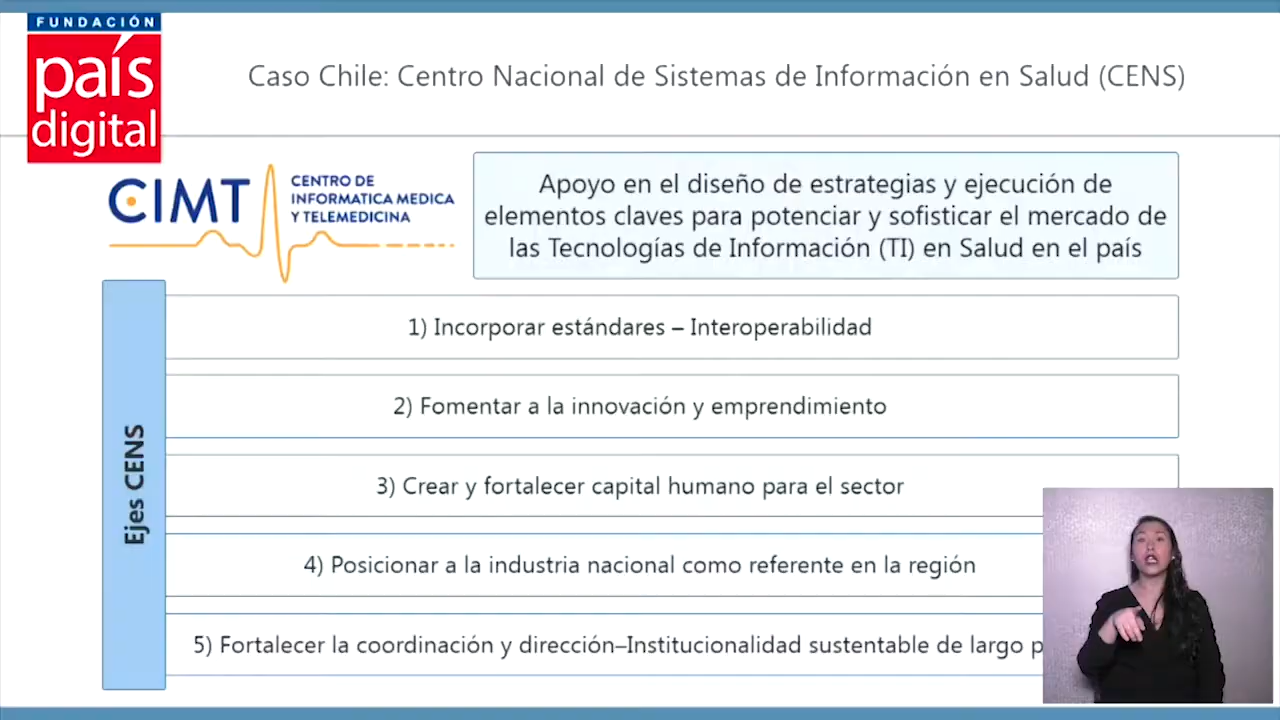 FUNDACIÓN
país
digital
Caso Chile: Centro Nacional de Sistemas de Información en Salud (CENS)
CIMT
CENTRO DE
INFORMATICA MEDICA
Y TELEMEDICINA
Apoyo en el diseño de estrategias y ejecución de
elementos claves para potenciar y sofisticar el mercado de
las Tecnologías de Información (TI) en Salud en el país
Ejes CENS
1) Incorporar estándares – Interoperabilidad
2) Fomentar a la innovación y emprendimiento
3) Crear y fortalecer capital humano para el sector
4) Posicionar a la industria nacional como referente en la región
5) Fortalecer la coordinación y dirección–Institucionalidad sustentable de largo